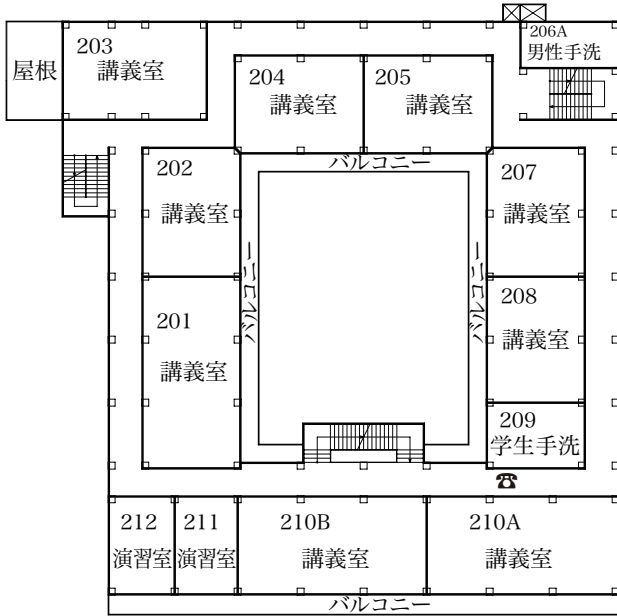 屋根
203
講義室
204
講義室
205
講義室
206A
男性手洗
バルコニー
202
講義室
207
講義室
バルコニー
バルコニー
201
講義室
208
講義室
209
学生手洗
212
演習室
211
演習室
210B
講義室
210A
講義室
バルコニー